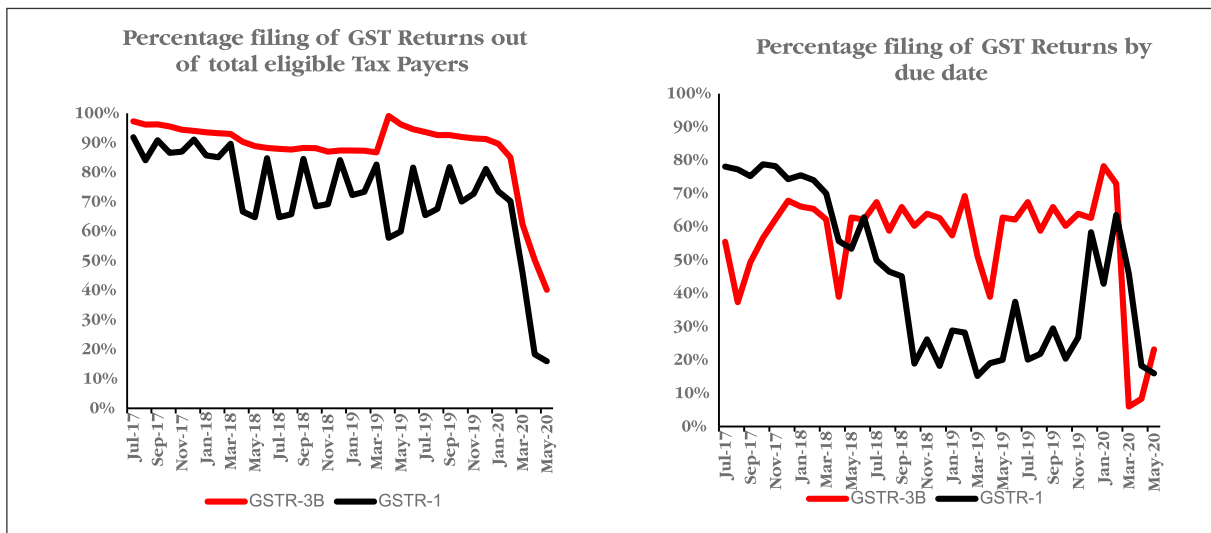 Percentage filing of GST Returns out
of total eligible Tax Payers
100%
90%
80%
70%
60%
50%
40%
30%
20%
10%
0%
Jul-17
Sep-17
Nov-17
Jan-18
Mar-18
May-18
Jul-18
Sep-18
Nov-18
Jan-19
Mar-19
May-19
Jul-19
Sep-19
Nov-19
Jan-20
Mar-20
May-20
GSTR-3B GSTR-1
Percentage filing of GST Returns by
due date
100%
90%
80%
70%
60%
50%
40%
30%
20%
10%
0%
Jul-17
Sep-17
Nov-17
Jan-18
Mar-18
May-18
Jul-18
Sep-18
Nov-18
Jan-19
Mar-19
May-19
Jul-19
Sep-19
Nov-19
Jan-20
Mar-20
May-20
GSTR-3B GSTR-1